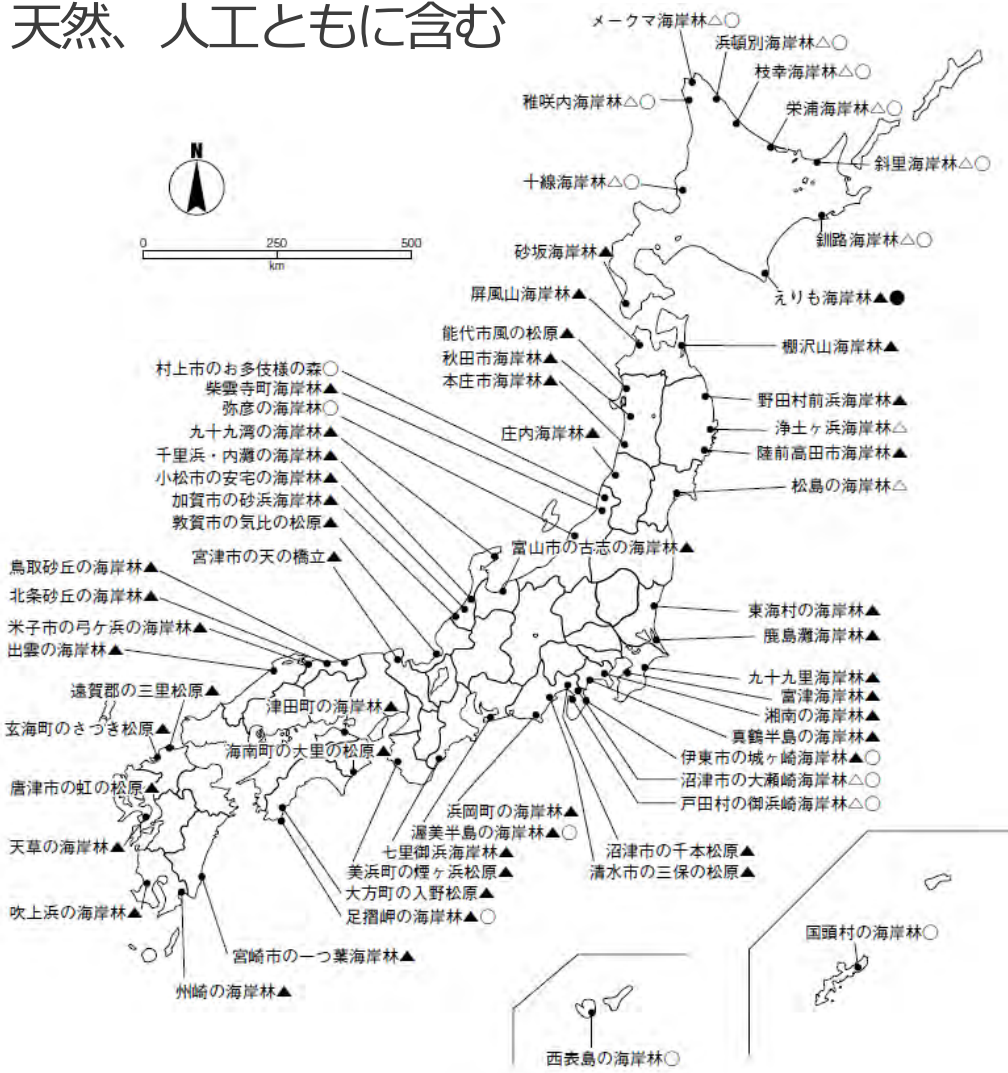 天然、人工ともに含む
メークマ海岸林△○
浜頓別海岸林△○
枝幸海岸林△○
稚咲内海岸林△○
栄浦海岸林△○
斜里海岸林△○
十線海岸林△○
釧路海岸林△○
N
0 250 500
km
砂坂海岸林▲
えりも海岸林▲●
屏風山海岸林▲
能代市風の松原▲
棚沢山海岸林▲
秋田市海岸林▲
本庄市海岸林▲
村上市のお多伎様の森○
柴雲寺町海岸林▲
弥彦の海岸林○
野田村前浜海岸林▲
浄土ヶ浜海岸林△
九十九湾の海岸林▲
庄内海岸林▲
陸前高田市海岸林▲
千里浜・内灘の海岸林▲
小松市の安宅の海岸林▲
松島の海岸林△
加賀市の砂浜海岸林▲
敦賀市の気比の松原▲
富山市の古志の海岸林▲
宮津市の天の橋立▲
鳥取砂丘の海岸林▲
北条砂丘の海岸林▲
東海村の海岸林▲
米子市の弓ケ浜の海岸林▲
鹿島灘海岸林▲
出雲の海岸林▲
九十九里海岸林▲
遠賀郡の三里松原▲
富津海岸林▲
津田町の海岸林▲
湘南の海岸林▲
玄海町のさつき松原▲
真鶴半島の海岸林▲
海南町の大里の松原▲
伊東市の城ヶ崎海岸林▲○
沼津市の大瀬崎海岸林△○
唐津市の虹の松原▲
戸田村の御浜崎海岸林△○
浜岡町の海岸林▲
渥美半島の海岸林▲○
天草の海岸林▲
七里御浜海岸林▲
沼津市の千本松原▲
美浜町の煙ヶ浜松原▲
清水市の三保の松原▲
大方町の入野松原▲
吹上浜の海岸林▲
足摺岬の海岸林▲○
国頭村の海岸林○
宮崎市の一つ葉海岸林▲
州崎の海岸林▲
西表島の海岸林○